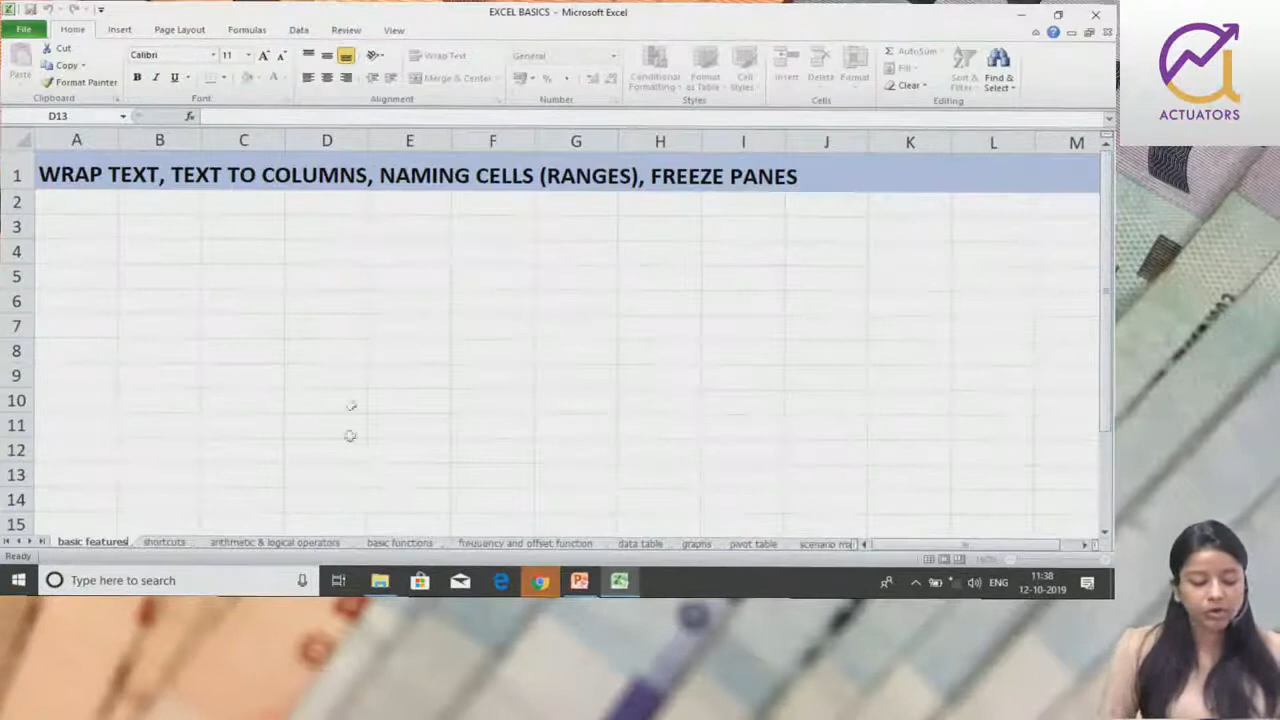 EXCEL BASICS - Microsoft Excel
File Home Insert Page Layout Formulas Data Review View
Cut
Calibri 11
Wrap Text
General
AutoSum
Paste
Copy
Fill
Format Painter
B I U
Merge & Center
%
Conditional Formatting
Format as Table
Cell Styles
Insert
Delete
Format
Clear
Sort & Filter
Find & Select
Clipboard Font Alignment Number Styles Cells Editing
D13 fx
A B C D E F G H I J K L M
1 WRAP TEXT, TEXT TO COLUMNS, NAMING CELLS (RANGES), FREEZE PANES
2
3
4
5
6
7
8
9
10
11
12
13
14
15
basic features shortcuts arithmetic & logical operators basic functions frequency and offset function data table graphs pivot table scenario ma
Ready
Type here to search
ENG
11:38
12-10-2019
ACTUATORS